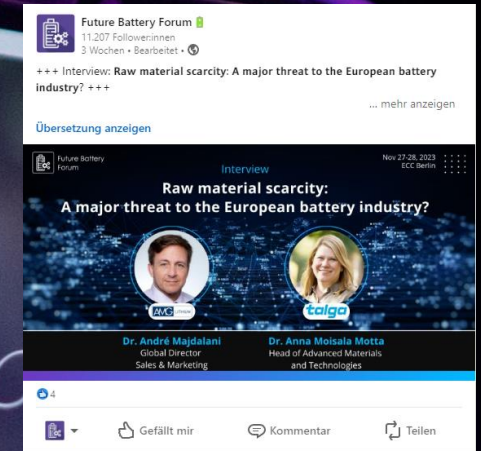 Future Battery Forum
11.207 Follower:innen
3 Wochen • Bearbeitet •
+++ Interview: Raw material scarcity: A major threat to the European battery
industry? +++
... mehr anzeigen
Übersetzung anzeigen
Future Battery
Forum
Nov 27-28, 2023
ECC Berlin
Interview
Raw material scarcity:
A major threat to the European battery industry?
AMG
talga
Dr. André Majdalani
Global Director
Sales & Marketing
Dr. Anna Moisala Motta
Head of Advanced Materials
and Technologies
4
Gefällt mir
Kommentar
Teilen